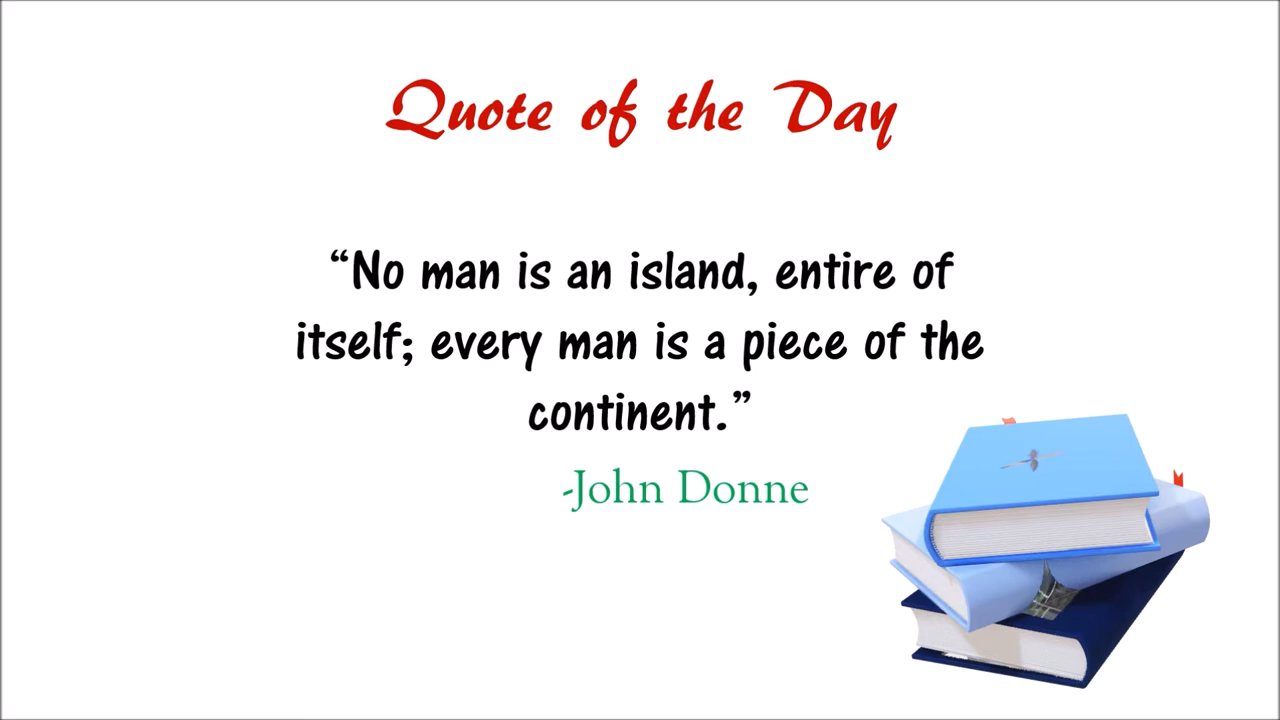 Quote of the Day
“No man is an island, entire of
itself; every man is a piece of the
continent.”
-John Donne